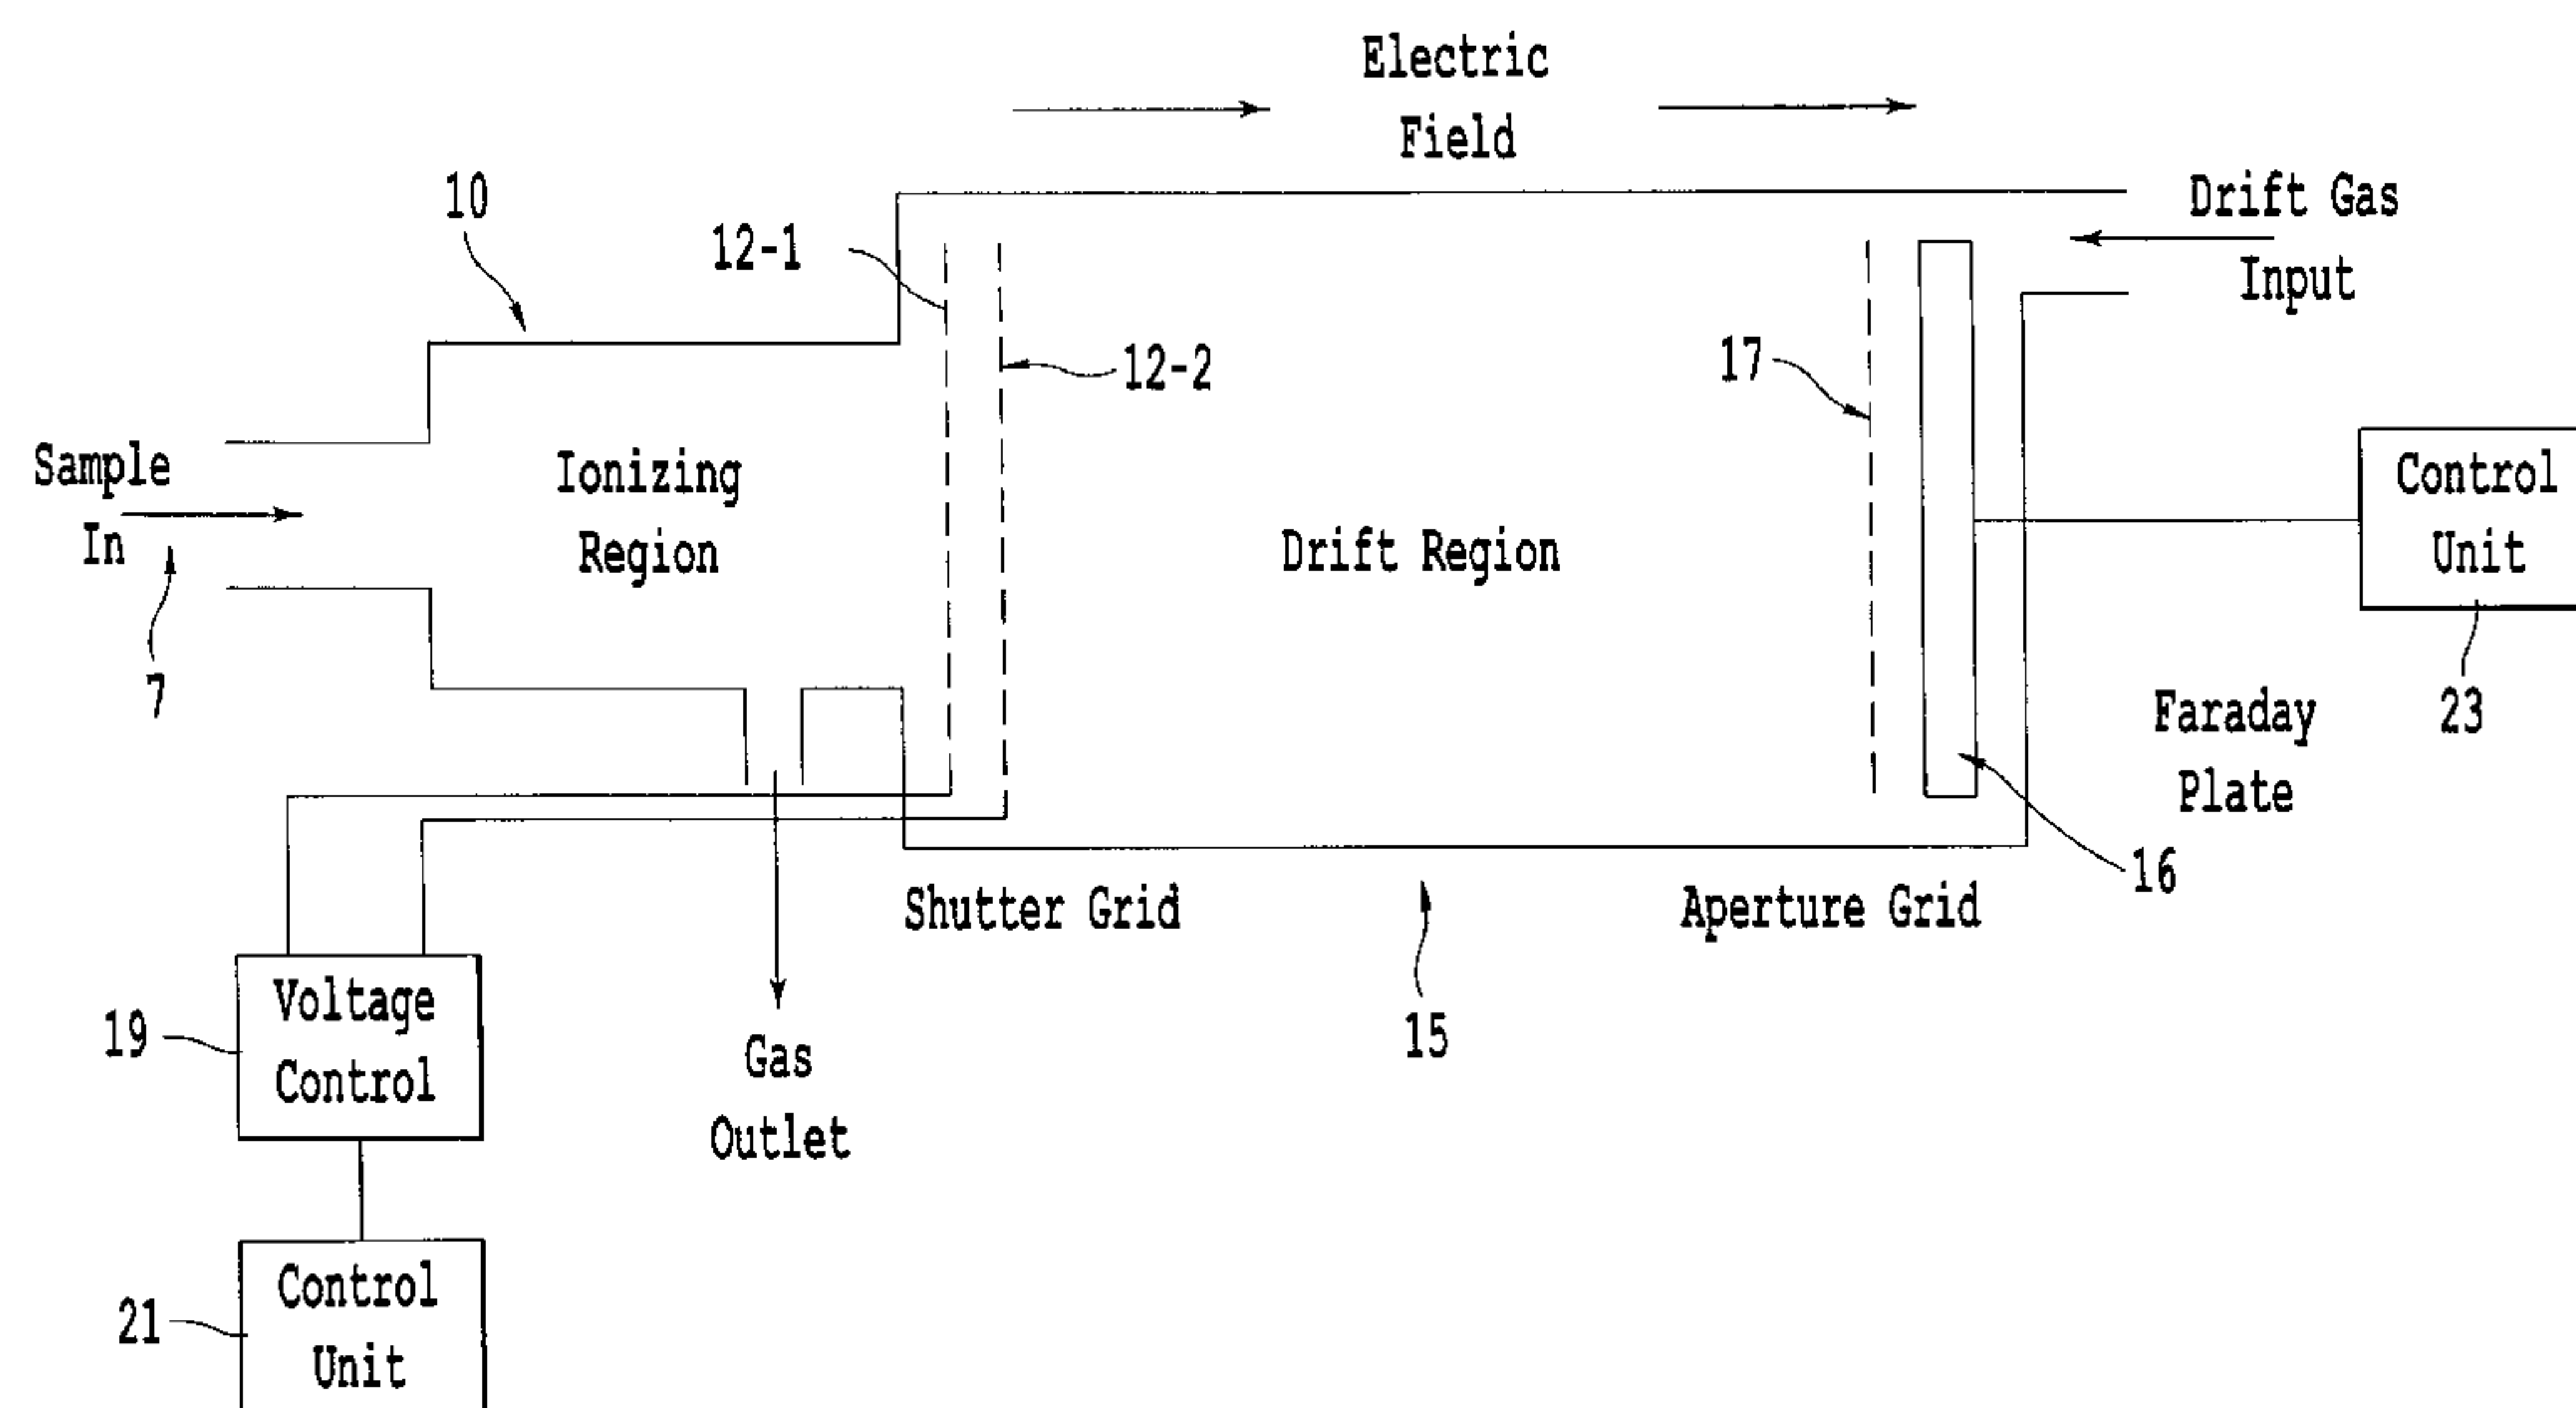 Electric
Field
10
12-1
Drift Gas
Input
12-2
17
Sample
In
7
Ionizing
Region
Drift Region
Control
Unit
23
Faraday
Plate
16
Shutter Grid
Aperture Grid
15
19
Voltage
Control
Gas
Outlet
21
Control
Unit